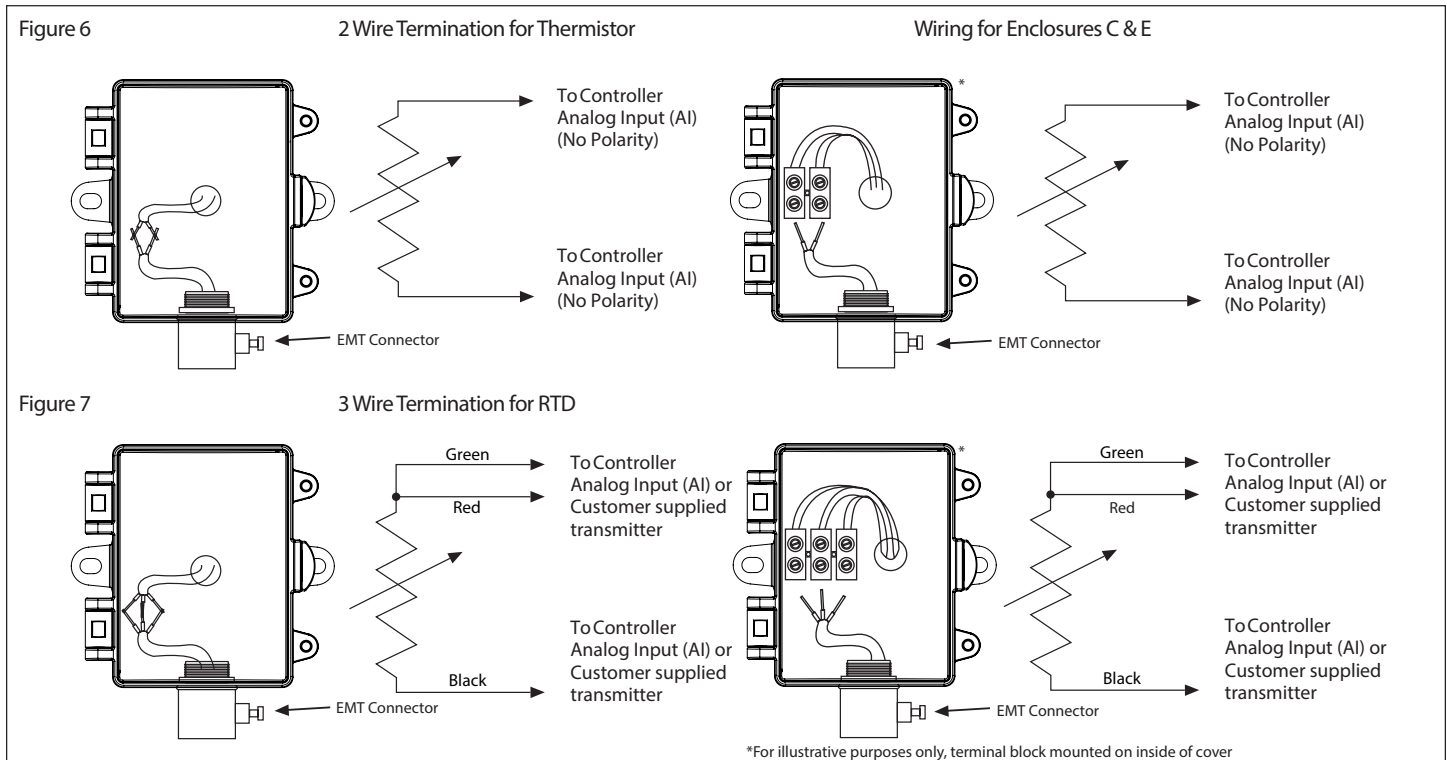 Figure 6
2 Wire Termination for Thermistor
Wiring for Enclosures C & E
To Controller
Analog Input (AI)
(No Polarity)
To Controller
Analog Input (AI)
(No Polarity)
EMT Connector
*
To Controller
Analog Input (AI)
(No Polarity)
To Controller
Analog Input (AI)
(No Polarity)
EMT Connector
Figure 7
3 Wire Termination for RTD
Green
Red
To Controller
Analog Input (AI) or
Customer supplied
transmitter
To Controller
Analog Input (AI) or
Customer supplied
transmitter
Black
EMT Connector
*
Green
Red
To Controller
Analog Input (AI) or
Customer supplied
transmitter
To Controller
Analog Input (AI) or
Customer supplied
transmitter
Black
EMT Connector
*For illustrative purposes only, terminal block mounted on inside of cover